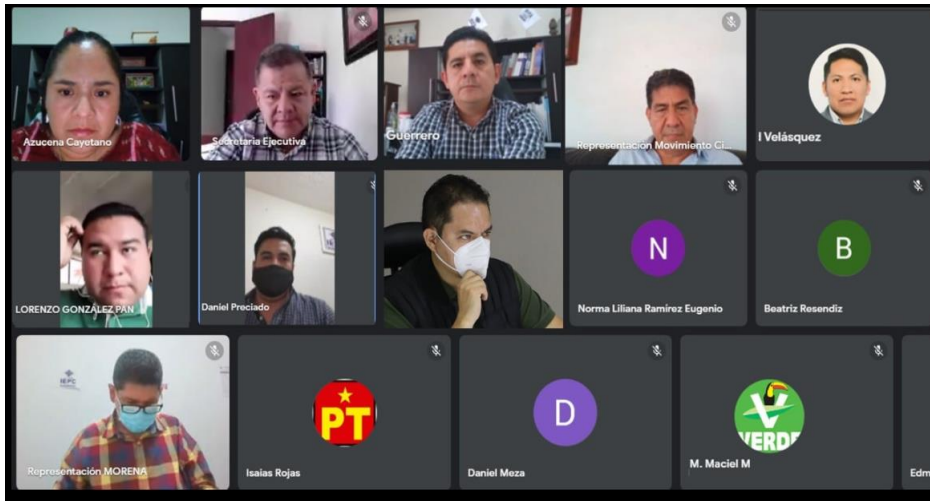 Azucena Cayetano
Secretaria Ejecutiva
Guerrero
Representación Movimiento Ci...
I Velásquez
LORENZO GONZÁLEZ PAN
Daniel Preciado
N
Norma Liliana Ramírez Eugenio
B
Beatriz Resendiz
IEPC
Representación MORENA
PT
Isaias Rojas
D
Daniel Meza
VERDE
M. Maciel M
Edm